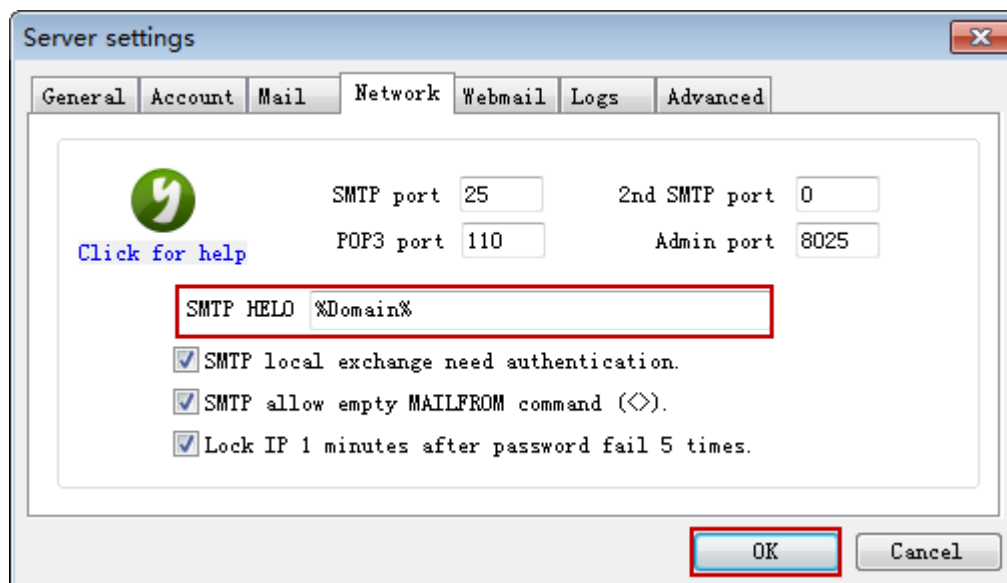 Server settings
General Account Mail Network Webmail Logs Advanced
SMTP port 25 2nd SMTP port 0
POP3 port 110 Admin port 8025
Click for help
SMTP HELO %Domain%
SMTP local exchange need authentication.
SMTP allow empty MAILFROM command (<>).
Lock IP 1 minutes after password fail 5 times.
OK Cancel